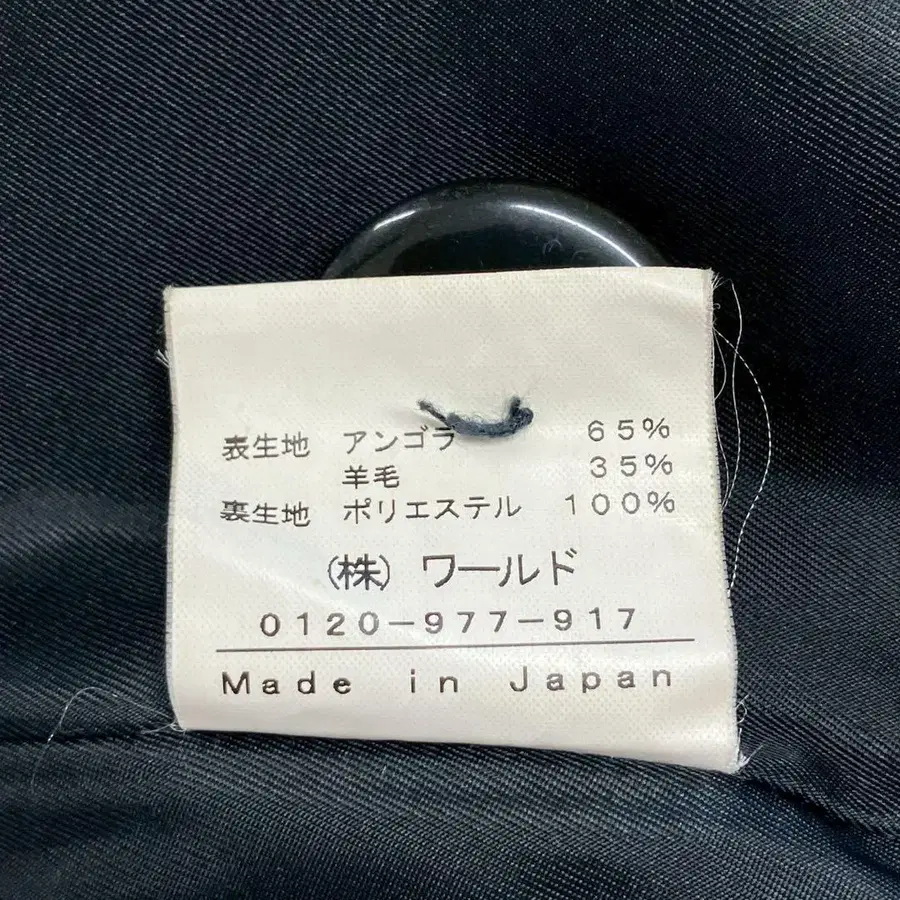 表生地 アンゴラ 65%
羊毛 35%
裏生地 ポリエステル 100%
(株) ワールド
0120-977-917
Made in Japan